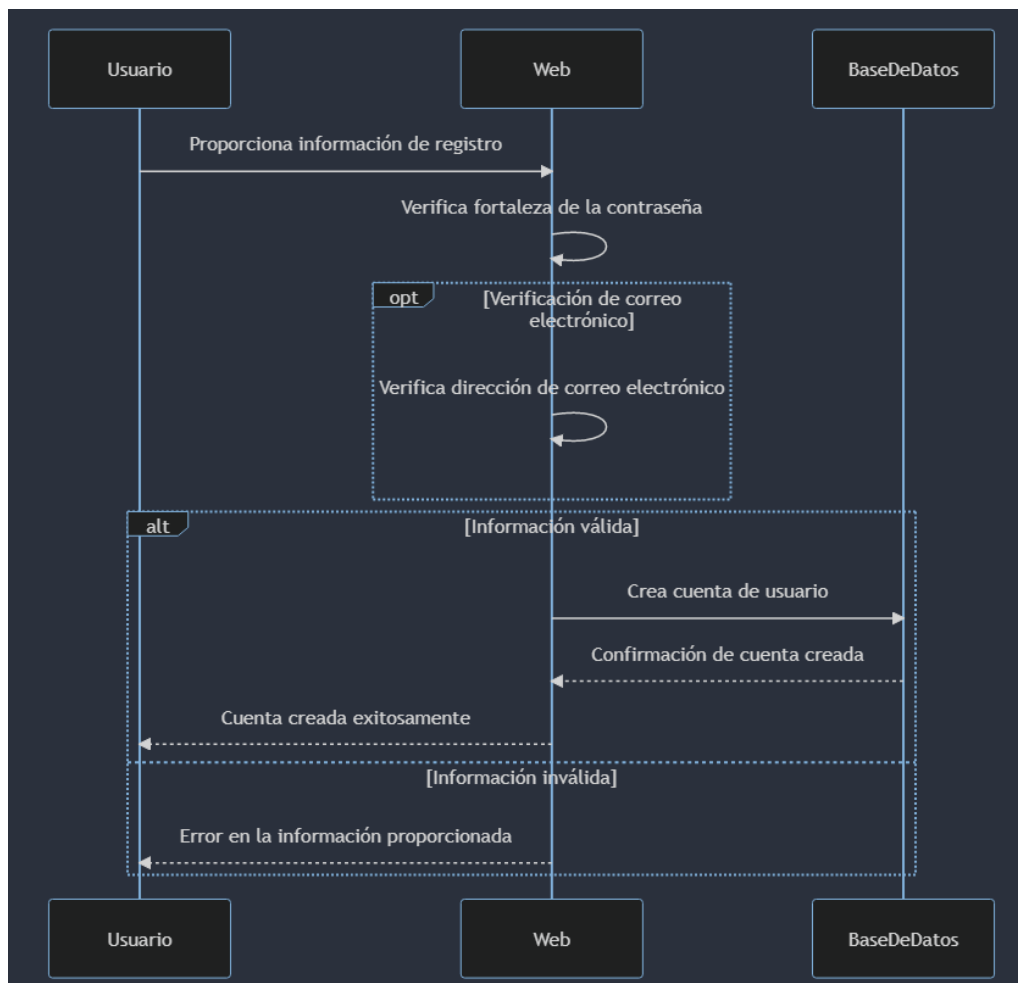 Usuario
Web
BaseDeDatos
Proporciona información de registro
Verifica fortaleza de la contraseña
opt
[Verificación de correo
electrónico]
Verifica dirección de correo electrónico
alt
[Información válida]
Crea cuenta de usuario
Confirmación de cuenta creada
Cuenta creada exitosamente
[Información inválida]
Error en la información proporcionada
Usuario
Web
BaseDeDatos